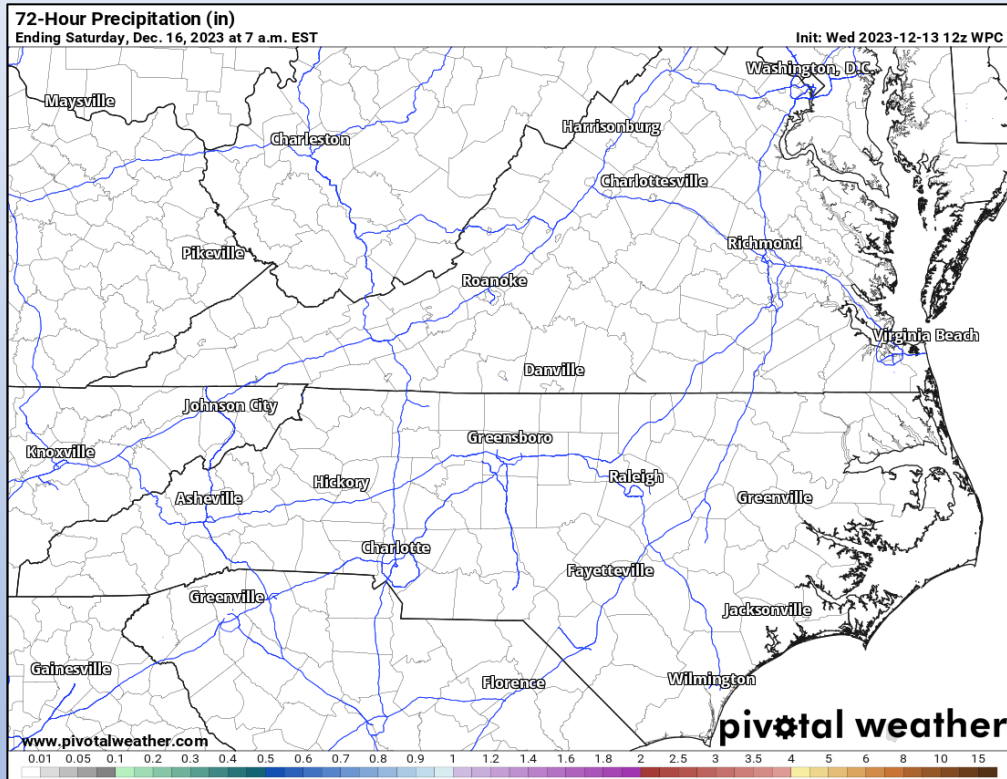 72-Hour Precipitation (in)
Ending Saturday, Dec. 16, 2023 at 7 a.m. EST
Init: Wed 2023-12-13 12z WPC
Washington, D.C.
Maysville
Harrisonburg
Charleston
Charlottesville
Richmond
Pikeville
Roanoke
Virginia Beach
Danville
Johnson City
Greensboro
Knoxville
Raleigh
Hickory
Asheville
Greenville
Charlotte
Fayetteville
Greenville
Jacksonville
Gainesville
Wilmington
Florence
pivotal weather
www.pivotalweather.com
0.01 0.05 0.1 0.2 0.3 0.4 0.5 0.6 0.7 0.8 0.9 1 1.2 1.4 1.6 1.8 2 2.5 3 3.5 4 5 6 8 10 15